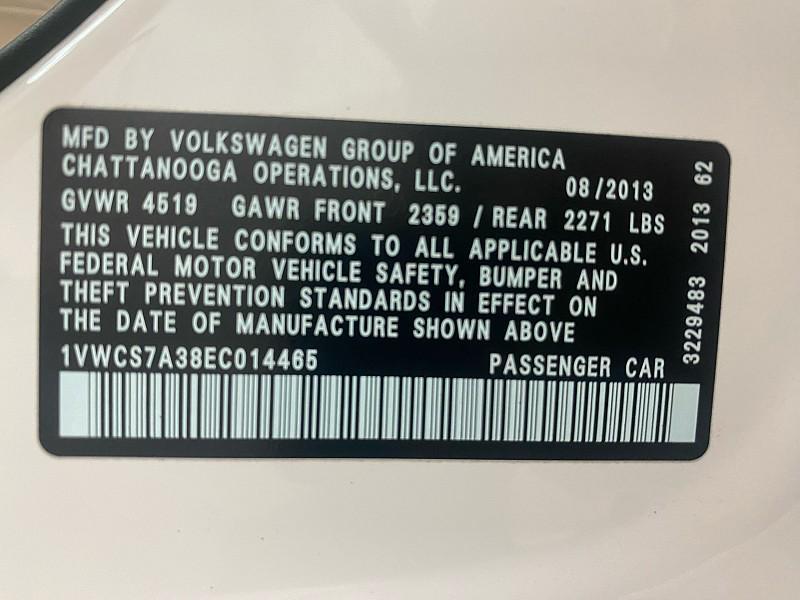 MFD BY VOLKSWAGEN GROUP OF AMERICA
CHATTANOOGA OPERATIONS, LLC. 08/2013
GVWR 4519 GAWR FRONT 2359 / REAR 2271 LBS
THIS VEHICLE CONFORMS TO ALL APPLICABLE U.S.
FEDERAL MOTOR VEHICLE SAFETY, BUMPER AND
THEFT PREVENTION STANDARDS IN EFFECT ON
THE DATE OF MANUFACTURE SHOWN ABOVE
1VWCS7A38EC014465 PASSENGER CAR
3229483 2013 62